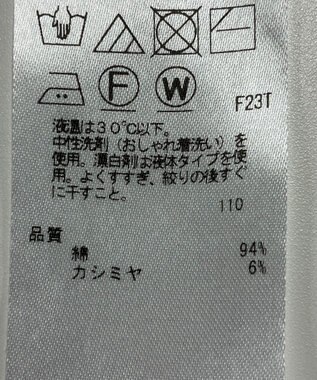 F
W
F23T
液温は30℃以下。
中性洗剤（おしゃれ着洗い）を
使用。漂白剤は液体タイプを使
用。よくすすぎ、絞りの後すぐ
に干すこと。
110
品質
綿 94%
カシミヤ 6%